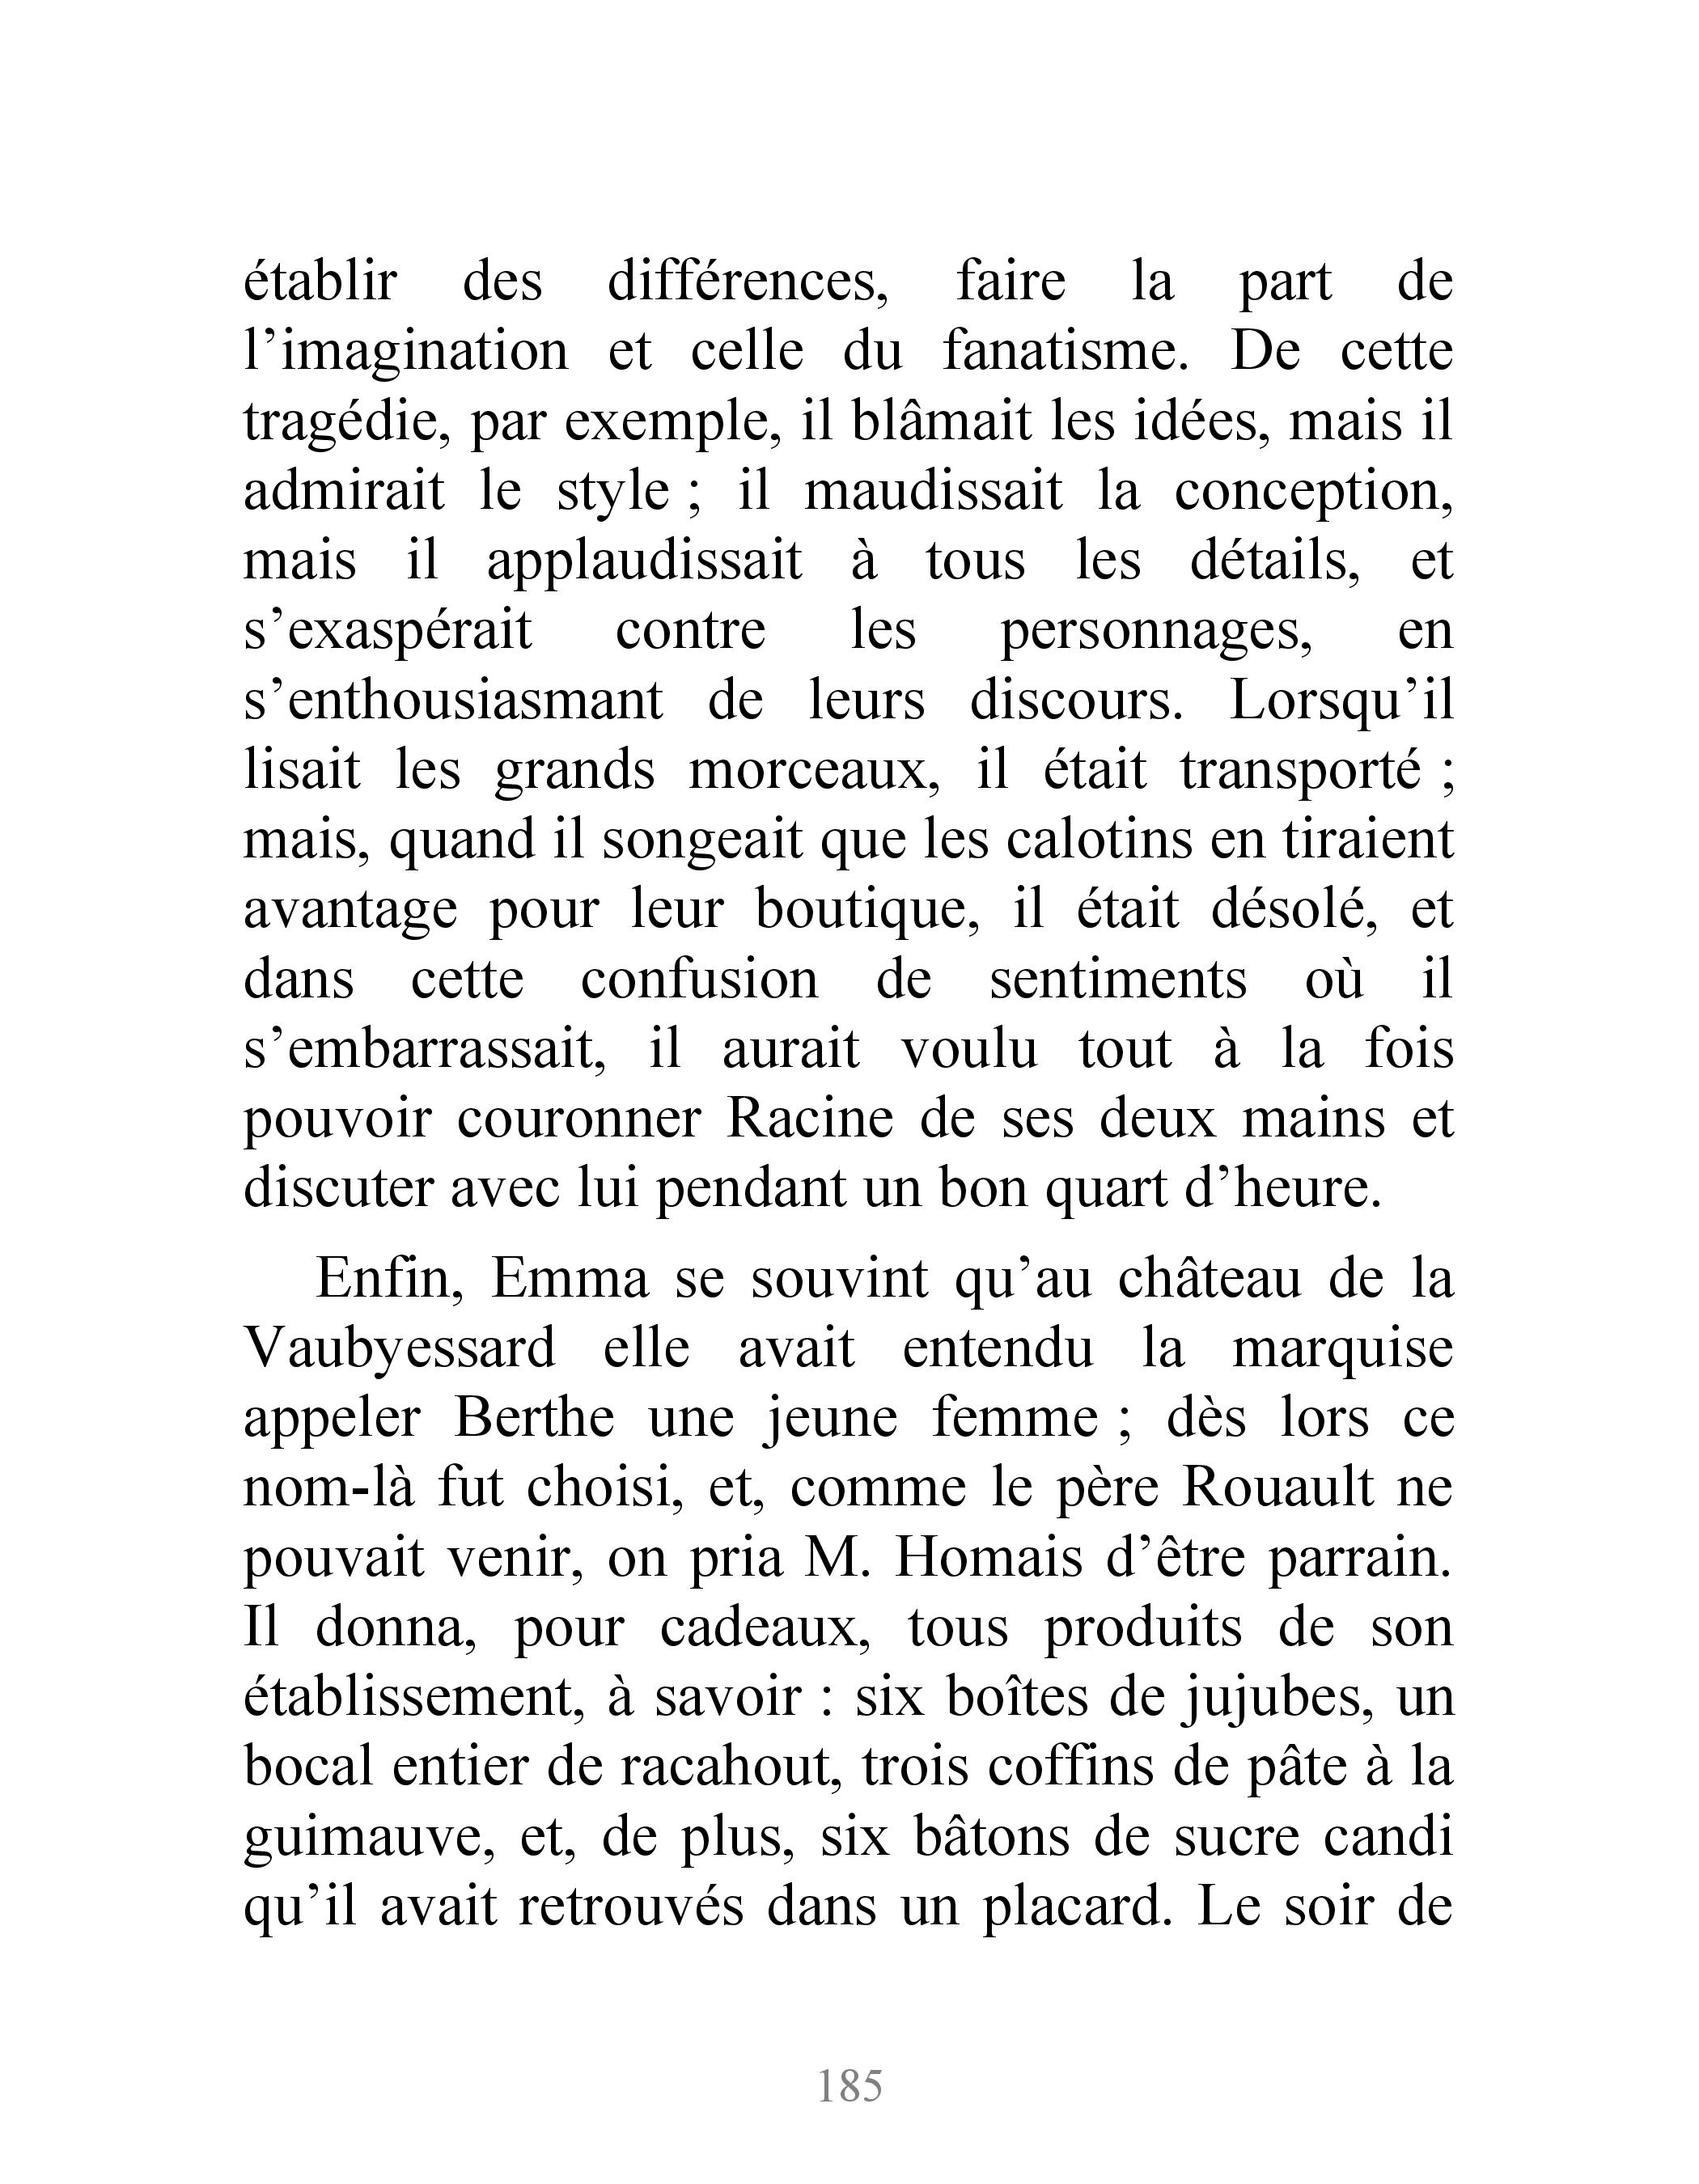 établir des différences, faire la part de
l’imagination et celle du fanatisme. De cette
tragédie, par exemple, il blâmait les idées, mais il
admirait le style ; il maudissait la conception,
mais il applaudissait à tous les détails, et
s’exaspérait contre les personnages, en
s’enthousiasmant de leurs discours. Lorsqu’il
lisait les grands morceaux, il était transporté ;
mais, quand il songeait que les calotins en tiraient
avantage pour leur boutique, il était désolé, et
dans cette confusion de sentiments où il
s’embarrassait, il aurait voulu tout à la fois
pouvoir couronner Racine de ses deux mains et
discuter avec lui pendant un bon quart d’heure.
Enfin, Emma se souvint qu’au château de la
Vaubyessard elle avait entendu la marquise
appeler Berthe une jeune femme ; dès lors ce
nom-là fut choisi, et, comme le père Rouault ne
pouvait venir, on pria M. Homais d’être parrain.
Il donna, pour cadeaux, tous produits de son
établissement, à savoir : six boîtes de jujubes, un
bocal entier de racahout, trois coffins de pâte à la
guimauve, et, de plus, six bâtons de sucre candi
qu’il avait retrouvés dans un placard. Le soir de
185